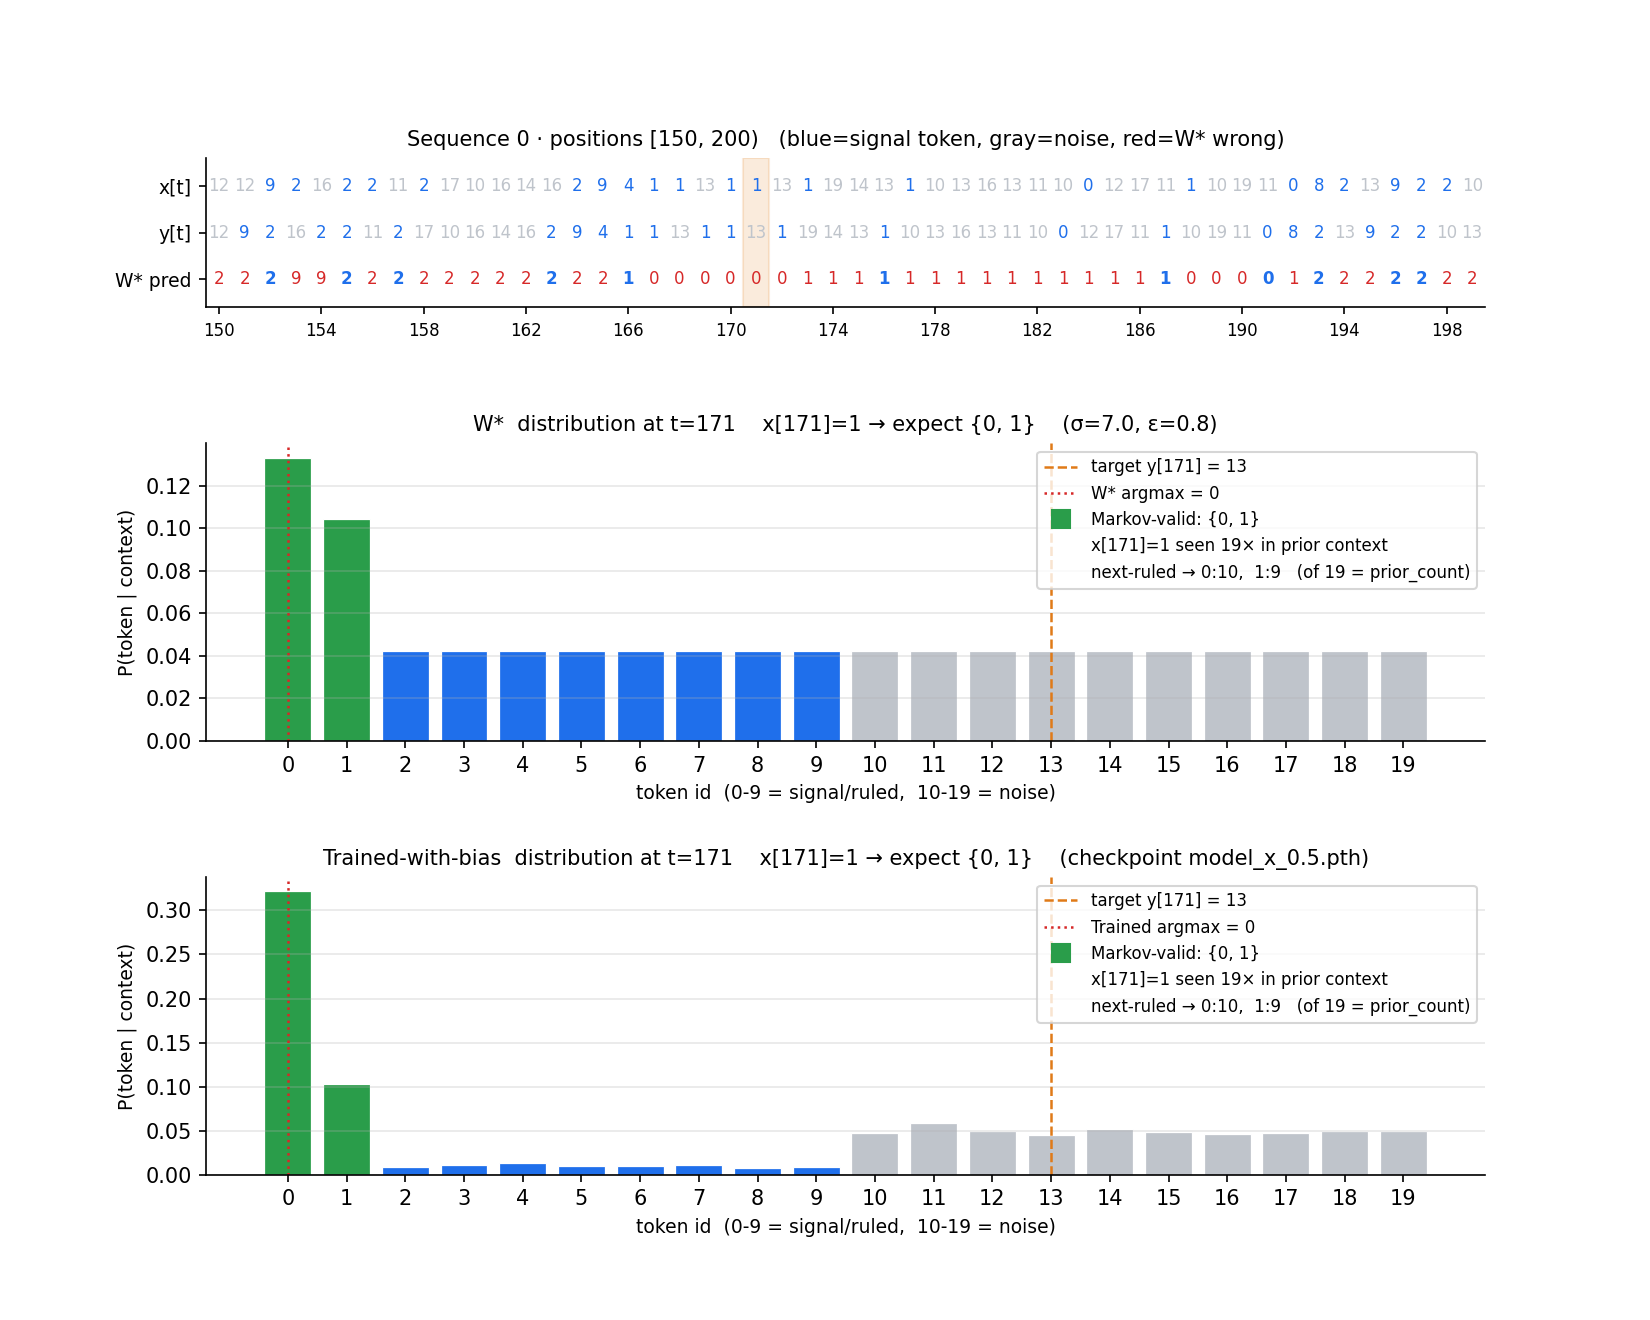 Sequence 0 · positions [150, 200)   (blue=signal token, gray=noise, red=W* wrong)
x[t] 12 12 9 2 16 2 2 11 2 17 10 16 14 16 2 9 4 1 1 13 1 1 13 1 19 14 13 1 10 13 16 13 11 10 0 12 17 11 1 10 19 11 0 8 2 13 9 2 2 10
y[t] 12 9 2 16 2 2 11 2 17 10 16 14 16 2 9 4 1 1 13 1 1 13 1 19 14 13 1 10 13 16 13 11 10 0 12 17 11 1 10 19 11 0 8 2 13 9 2 2 10 13
W* pred 2 2 2 9 9 2 2 2 2 2 2 2 2 2 2 2 1 0 0 0 0 0 0 1 1 1 1 1 1 1 1 1 1 1 1 1 1 1 0 0 0 0 1 2 2 2 2 2 2 2
150 154 158 162 166 170 174 178 182 186 190 194 198
W* distribution at t=171   x[171]=1 → expect {0, 1}   (σ=7.0, ε=0.8)
P(token | context)
0.12
0.10
0.08
0.06
0.04
0.02
0.00
target y[171] = 13
W* argmax = 0
Markov-valid: {0, 1}
x[171]=1 seen 19× in prior context
next-ruled → 0:10,  1:9   (of 19 = prior_count)
0 1 2 3 4 5 6 7 8 9 10 11 12 13 14 15 16 17 18 19
token id  (0-9 = signal/ruled,  10-19 = noise)
Trained-with-bias distribution at t=171   x[171]=1 → expect {0, 1}   (checkpoint model_x_0.5.pth)
P(token | context)
0.30
0.25
0.20
0.15
0.10
0.05
0.00
target y[171] = 13
Trained argmax = 0
Markov-valid: {0, 1}
x[171]=1 seen 19× in prior context
next-ruled → 0:10,  1:9   (of 19 = prior_count)
0 1 2 3 4 5 6 7 8 9 10 11 12 13 14 15 16 17 18 19
token id  (0-9 = signal/ruled,  10-19 = noise)